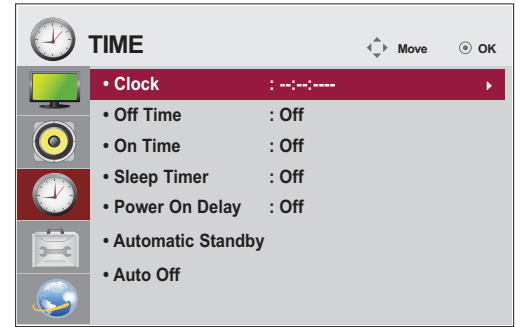 TIME
Move OK
• Clock : --:--:----
• Off Time : Off
• On Time : Off
• Sleep Timer : Off
• Power On Delay : Off
• Automatic Standby
• Auto Off